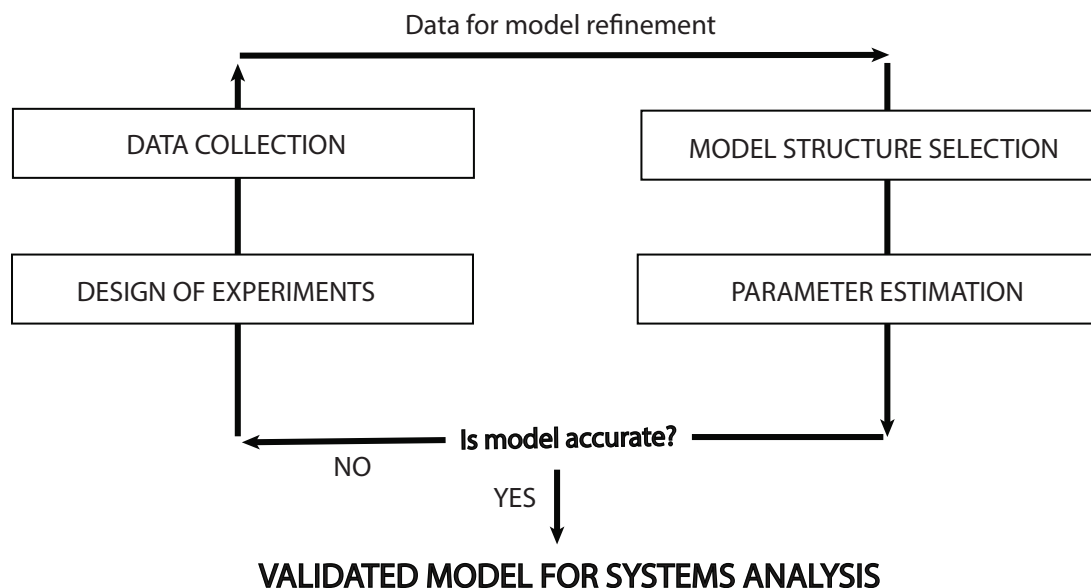 Data for model refinement
DATA COLLECTION
MODEL STRUCTURE SELECTION
DESIGN OF EXPERIMENTS
PARAMETER ESTIMATION
Is model accurate?
NO
YES
VALIDATED MODEL FOR SYSTEMS ANALYSIS